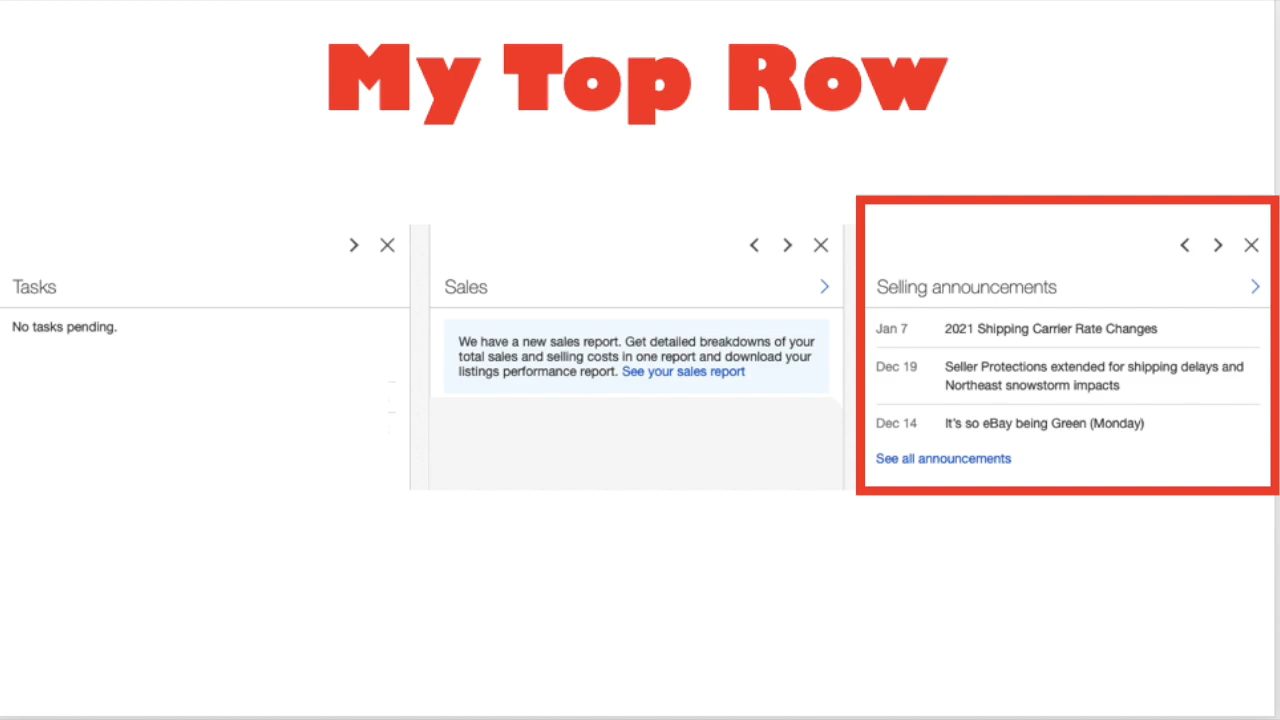 My Top Row
Tasks
No tasks pending.
Sales
We have a new sales report. Get detailed breakdowns of your
total sales and selling costs in one report and download your
listings performance report. See your sales report
Selling announcements
Jan 7 2021 Shipping Carrier Rate Changes
Dec 19 Seller Protections extended for shipping delays and
Northeast snowstorm impacts
Dec 14 It's so eBay being Green (Monday)
See all announcements